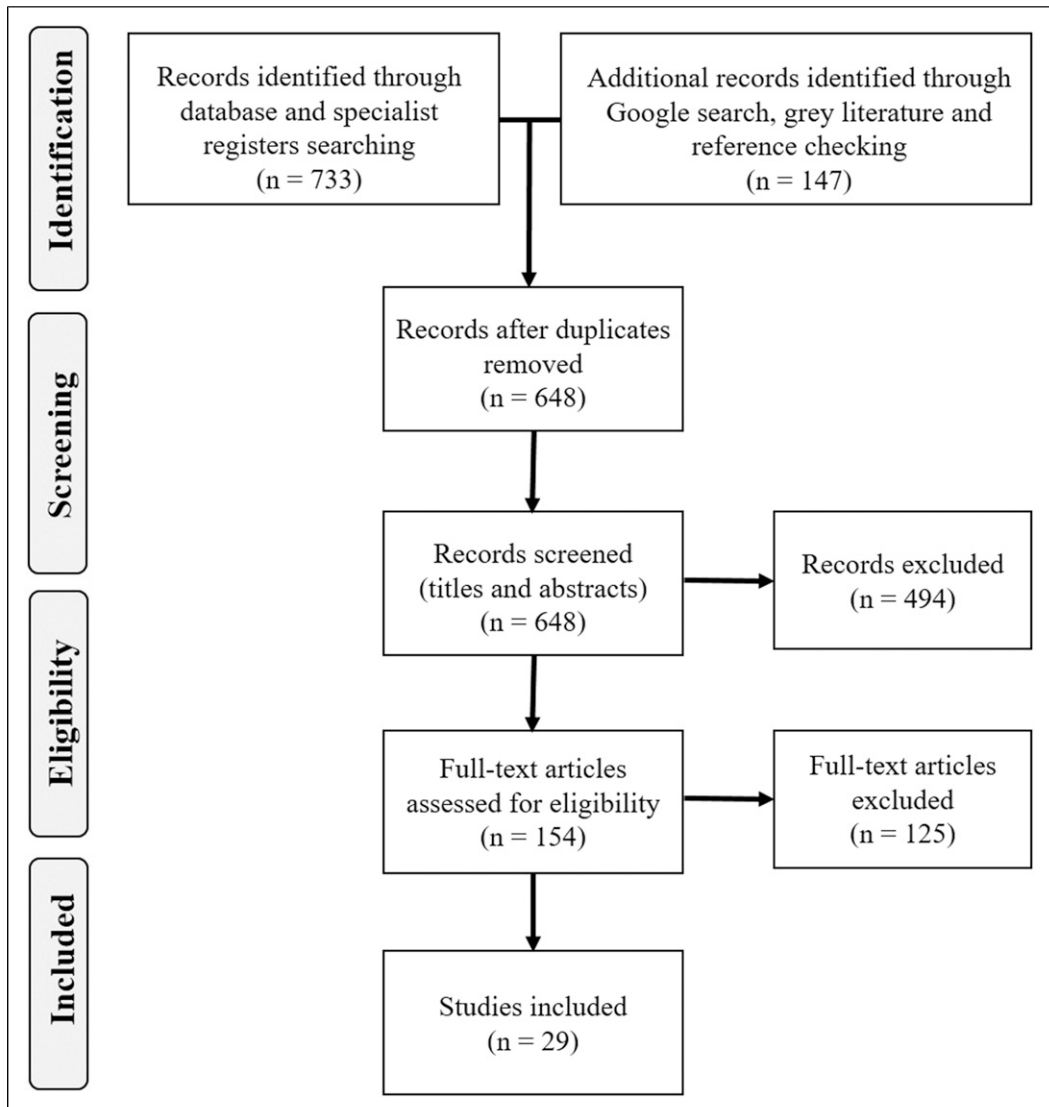 Identification
Records identified through
database and specialist
registers searching
(n = 733)
Additional records identified through
Google search, grey literature and
reference checking
(n = 147)
Screening
Records after duplicates
removed
(n = 648)
Records screened
(titles and abstracts)
(n = 648)
Records excluded
(n = 494)
Eligibility
Full-text articles
assessed for eligibility
(n = 154)
Full-text articles
excluded
(n = 125)
Included
Studies included
(n = 29)